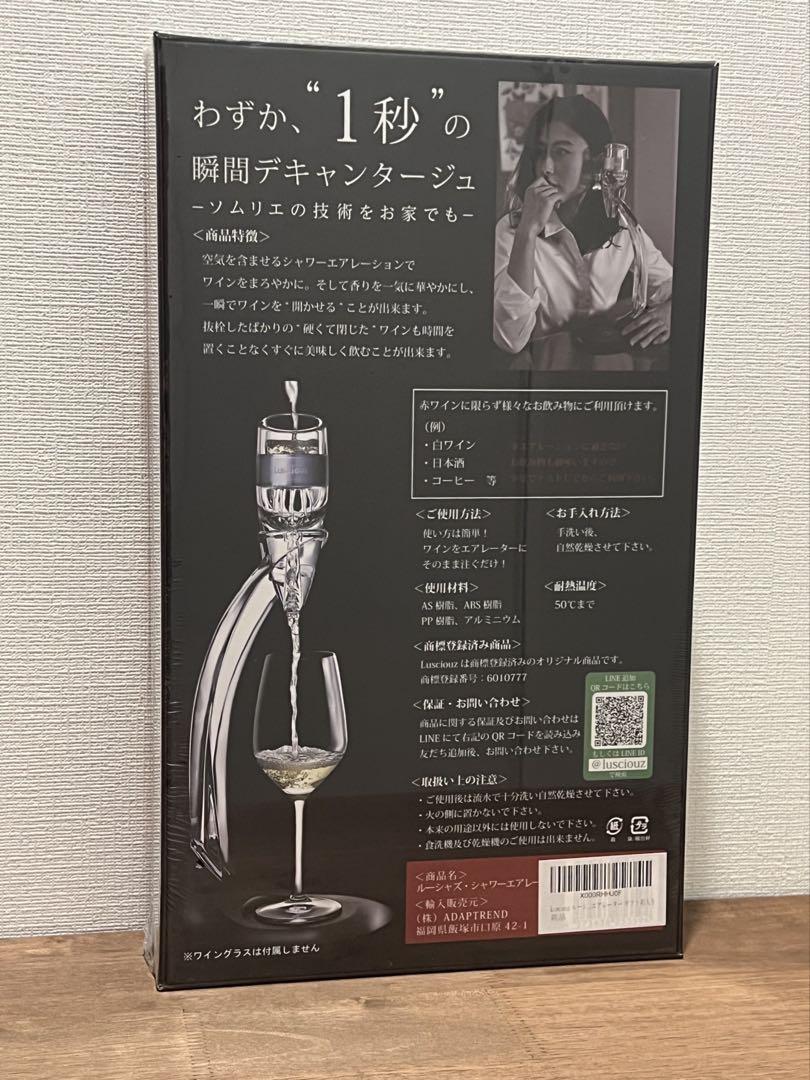 わずか、“1秒”の
瞬間デキャンタージュ
−ソムリエの技術をお家でも−
＜商品特徴＞
空気を含ませるシャワーエアレーションで
ワインをまろやかに。そして香りを一気に華やかにし、
一瞬でワインを“開かせる”ことが出来ます。
抜栓したばかりの“硬くて閉じた”ワインも時間を
置くことなくすぐに美味しく飲むことが出来ます。
Luscious
赤ワインに限らず様々なお飲み物にご利用頂けます。
（例）
・白ワイン
・日本酒
・コーヒー 等
＜ご使用方法＞
使い方は簡単！
ワインをエアレーターに
そのまま注ぐだけ！
＜お手入れ方法＞
手洗い後、
自然乾燥させて下さい。
＜使用材料＞
AS樹脂、ABS樹脂
PP樹脂、アルミニウム
＜耐熱温度＞
50℃まで
＜商標登録済み商品＞
Lusciouzは商標登録済みのオリジナル商品です。
商標登録番号：6010777
＜保証・お問い合わせ＞
商品に関する保証及びお問い合わせは
LINEにて右記のQRコードを読み込み
友だち追加後、お問い合わせ下さい。
LINE追加
QRコードはこちら
もしくはLINE ID
@lusciouz
で検索
＜取扱い上の注意＞
・ご使用後は流水で十分洗い自然乾燥させて下さい。
・火の側に置かないで下さい。
・本来の用途以外には使用しないで下さい。
・食洗機及び乾燥機のご使用は出来ません。
紙
プラ
＜商品名＞
ルーシャズ・シャワーエアレー
＜輸入販売元＞
（株）ADAPTREND
福岡県飯塚市口原 42-1
新品
※ワイングラスは付属しません